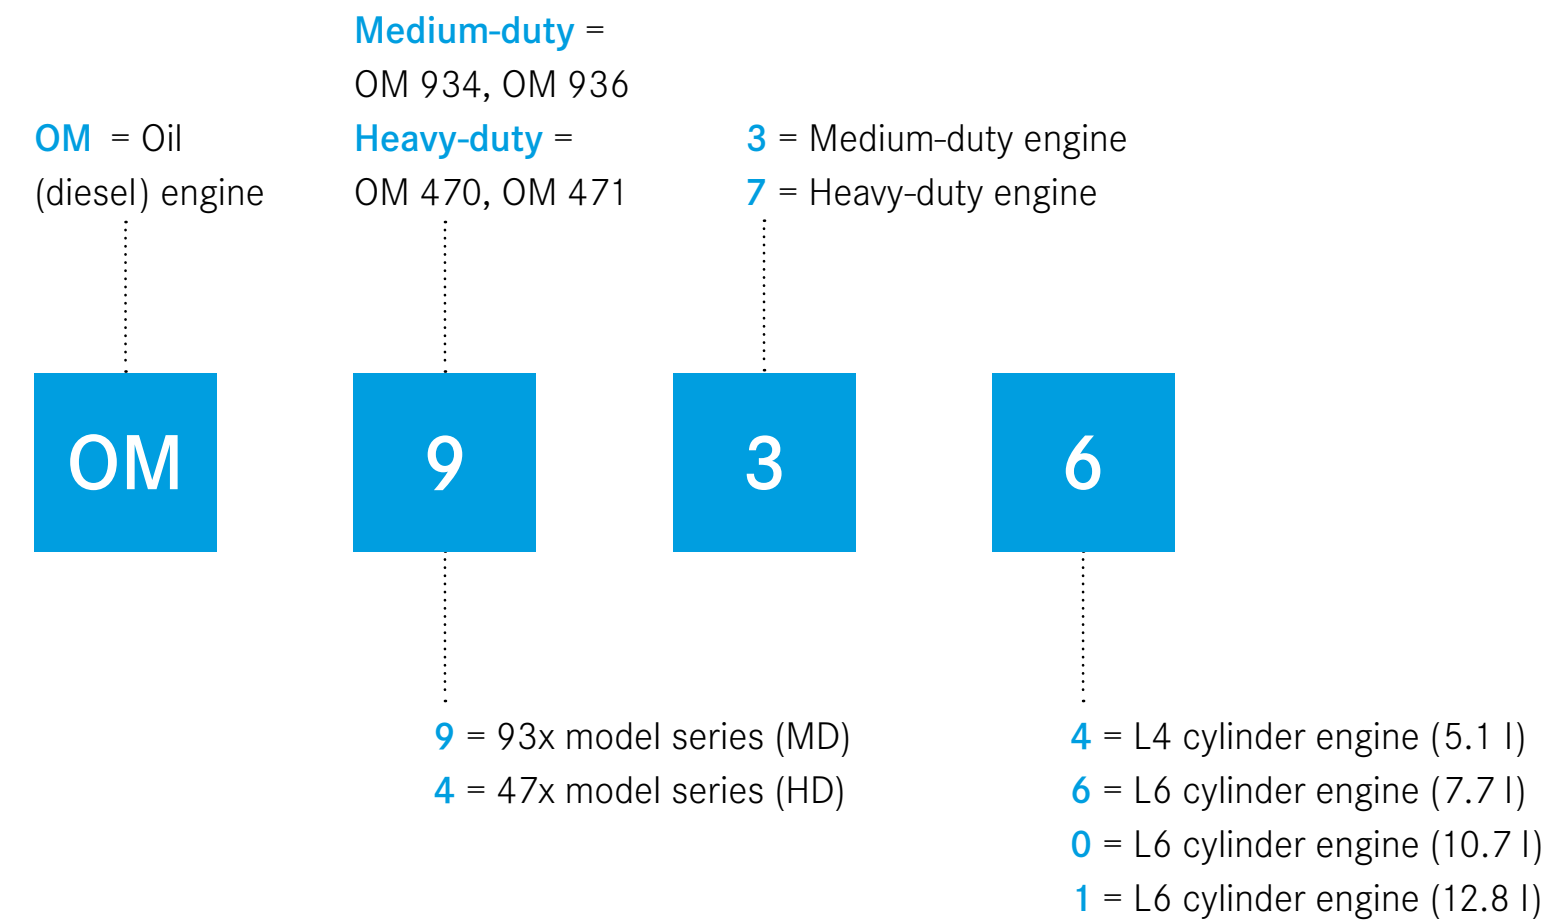 OM = Oil
(diesel) engine
Medium-duty =
OM 934, OM 936
Heavy-duty =
OM 470, OM 471
3 = Medium-duty engine
7 = Heavy-duty engine
OM
9
3
6
9 = 93x model series (MD)
4 = 47x model series (HD)
4 = L4 cylinder engine (5.1 l)
6 = L6 cylinder engine (7.7 l)
0 = L6 cylinder engine (10.7 l)
1 = L6 cylinder engine (12.8 l)